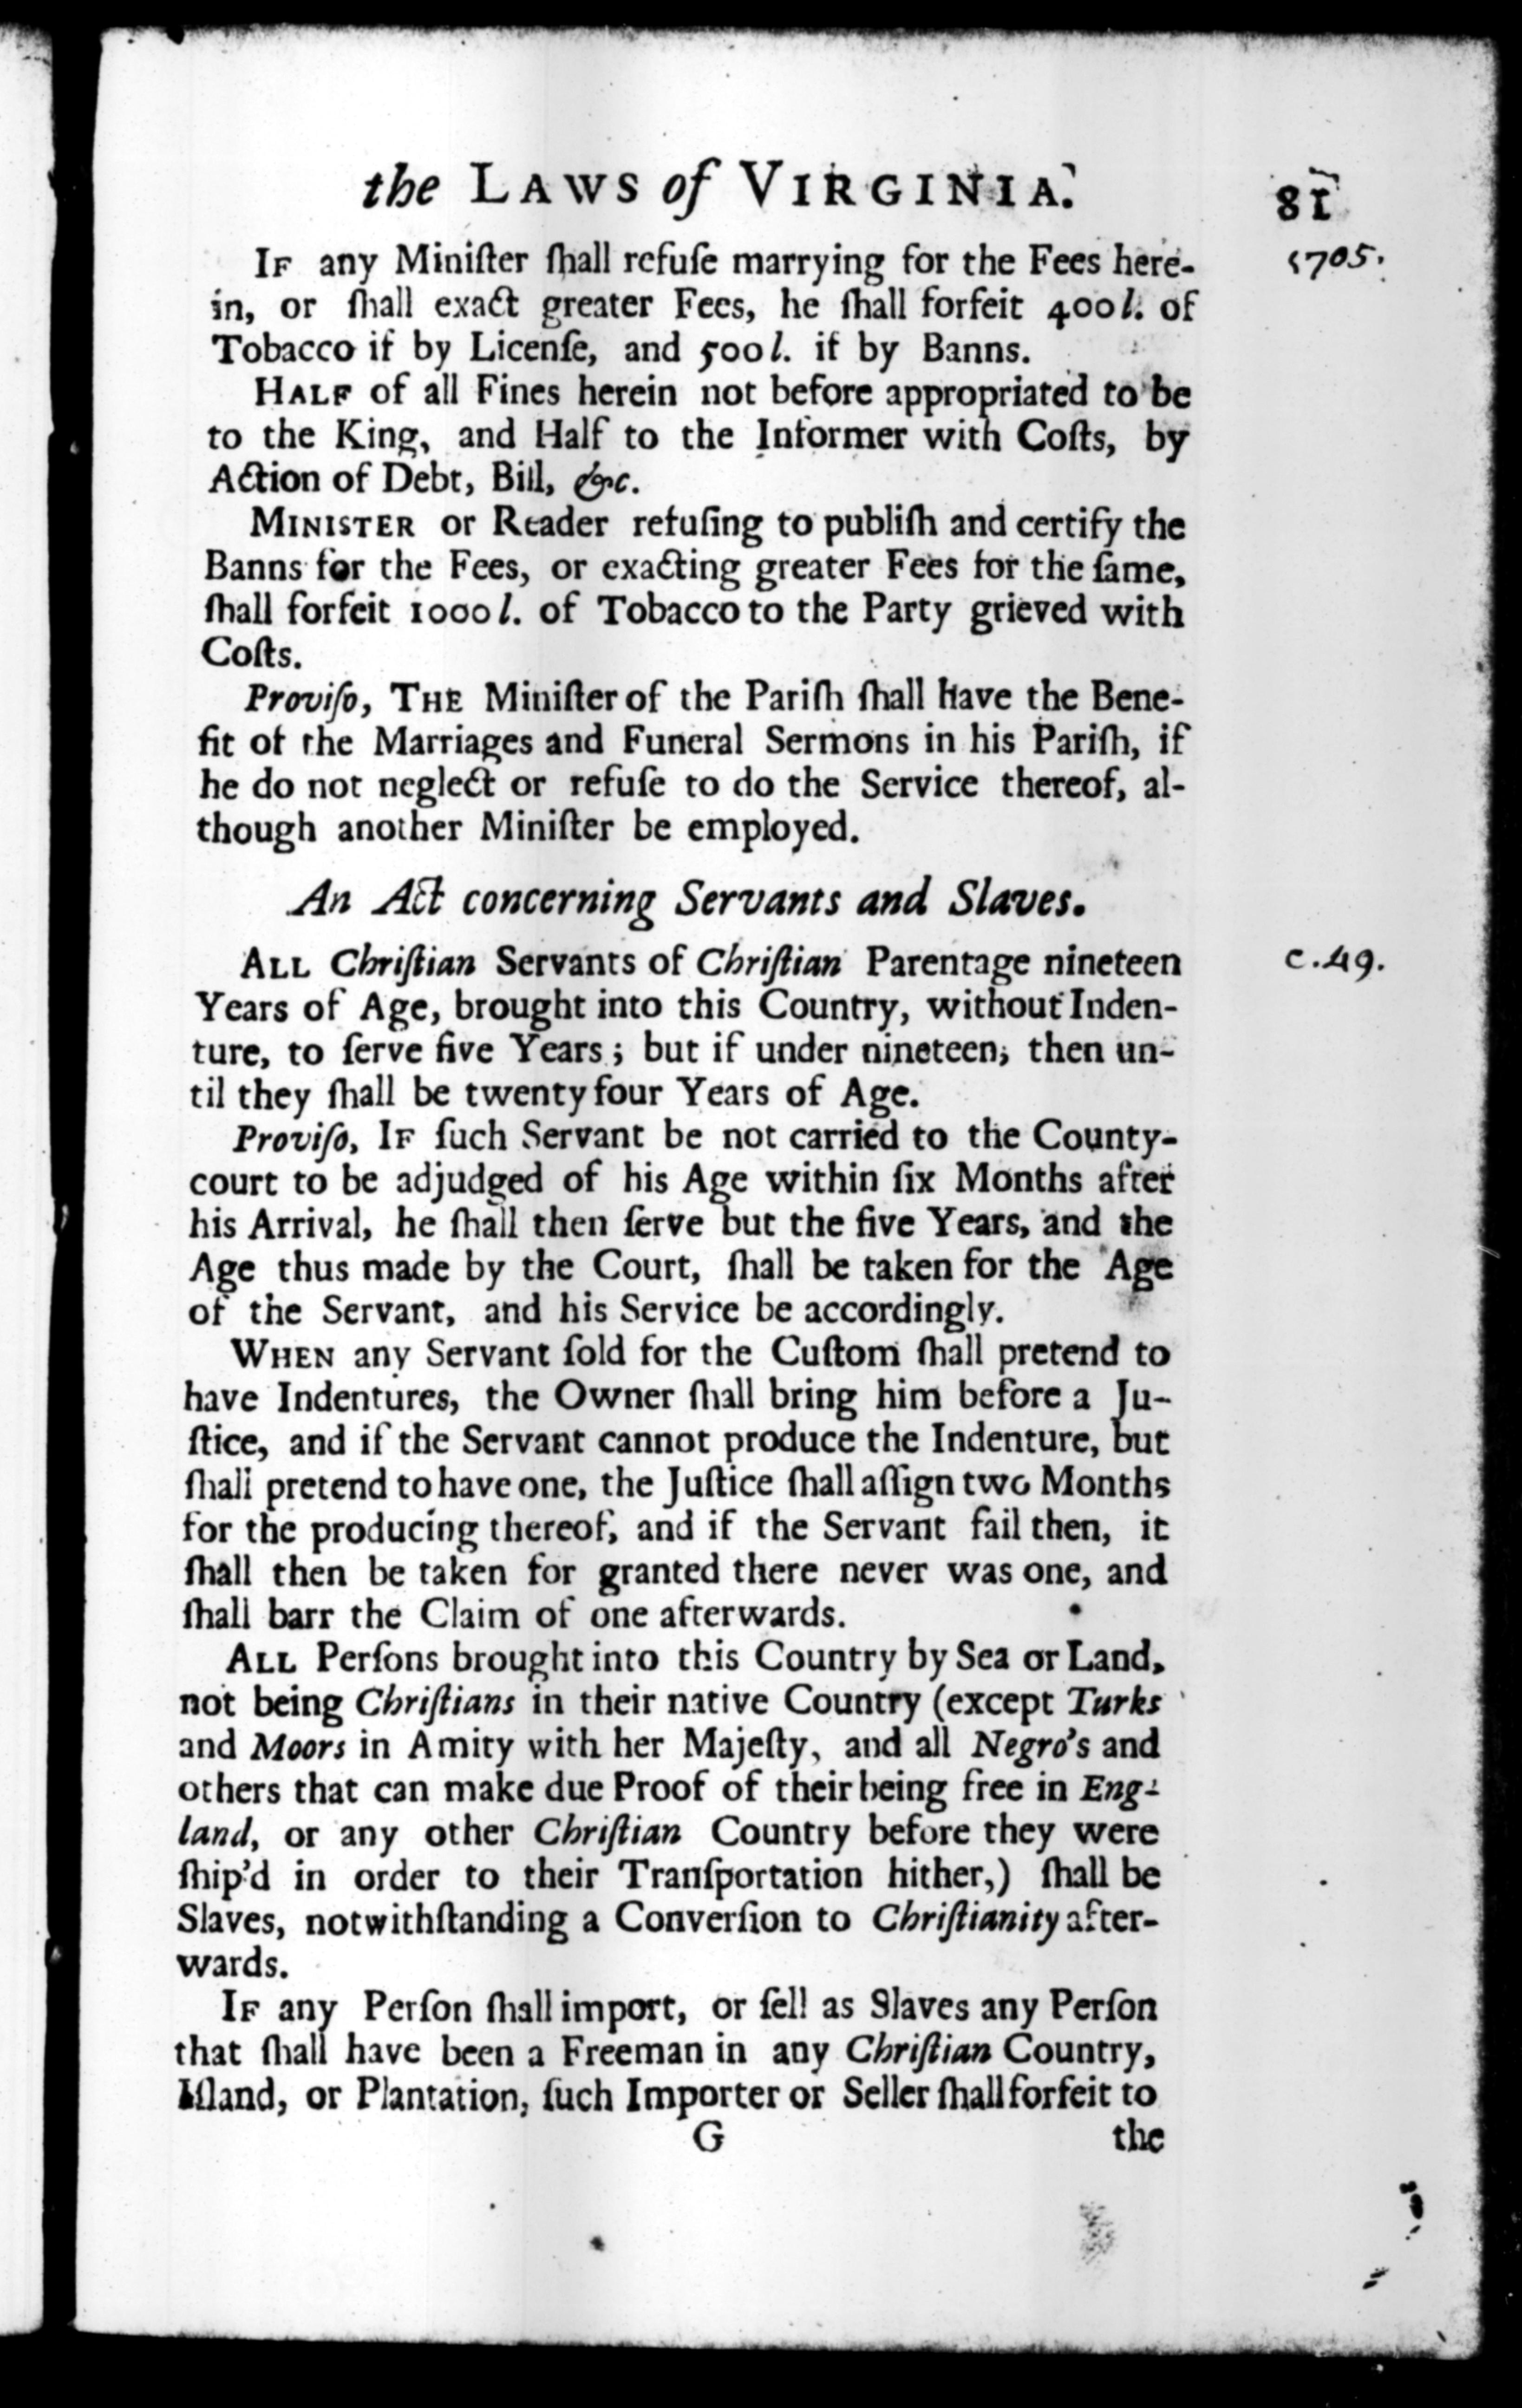 the LAWS of VIRGINIA. 81
IF any Miniſter ſhall refuſe marrying for the Fees here- 1705.
in, or ſhall exact greater Fees, he ſhall forfeit 400 l. of
Tobacco if by Licenſe, and 500 l. if by Banns.
HALF of all Fines herein not before appropriated to be
to the King, and Half to the Informer with Coſts, by
Action of Debt, Bill, &c.
MINISTER or Reader refuſing to publiſh and certify the
Banns for the Fees, or exacting greater Fees for the ſame,
ſhall forfeit 1000 l. of Tobacco to the Party grieved with
Coſts.
Proviſo, THE Miniſter of the Pariſh ſhall have the Bene-
fit of the Marriages and Funeral Sermons in his Pariſh, if
he do not neglect or refuſe to do the Service thereof, al-
though another Miniſter be employed.
An Act concerning Servants and Slaves.
ALL Chriſtian Servants of Chriſtian Parentage nineteen c.49.
Years of Age, brought into this Country, without Inden-
ture, to ſerve five Years; but if under nineteen; then un-
til they ſhall be twenty four Years of Age.
Proviſo, IF ſuch Servant be not carried to the County-
court to be adjudged of his Age within ſix Months after
his Arrival, he ſhall then ſerve but the five Years, and the
Age thus made by the Court, ſhall be taken for the Age
of the Servant, and his Service be accordingly.
WHEN any Servant ſold for the Cuſtom ſhall pretend to
have Indentures, the Owner ſhall bring him before a Ju-
ſtice, and if the Servant cannot produce the Indenture, but
ſhall pretend to have one, the Juſtice ſhall aſſign two Months
for the producing thereof, and if the Servant fail then, it
ſhall then be taken for granted there never was one, and
ſhall barr the Claim of one afterwards.
ALL Perſons brought into this Country by Sea or Land,
not being Chriſtians in their native Country (except Turks
and Moors in Amity with her Majeſty, and all Negro's and
others that can make due Proof of their being free in Eng-
land, or any other Chriſtian Country before they were
ſhip'd in order to their Tranſportation hither,) ſhall be
Slaves, notwithſtanding a Converſion to Chriſtianity after-
wards.
IF any Perſon ſhall import, or ſell as Slaves any Perſon
that ſhall have been a Freeman in any Chriſtian Country,
Iſland, or Plantation, ſuch Importer or Seller ſhall forfeit to
G the